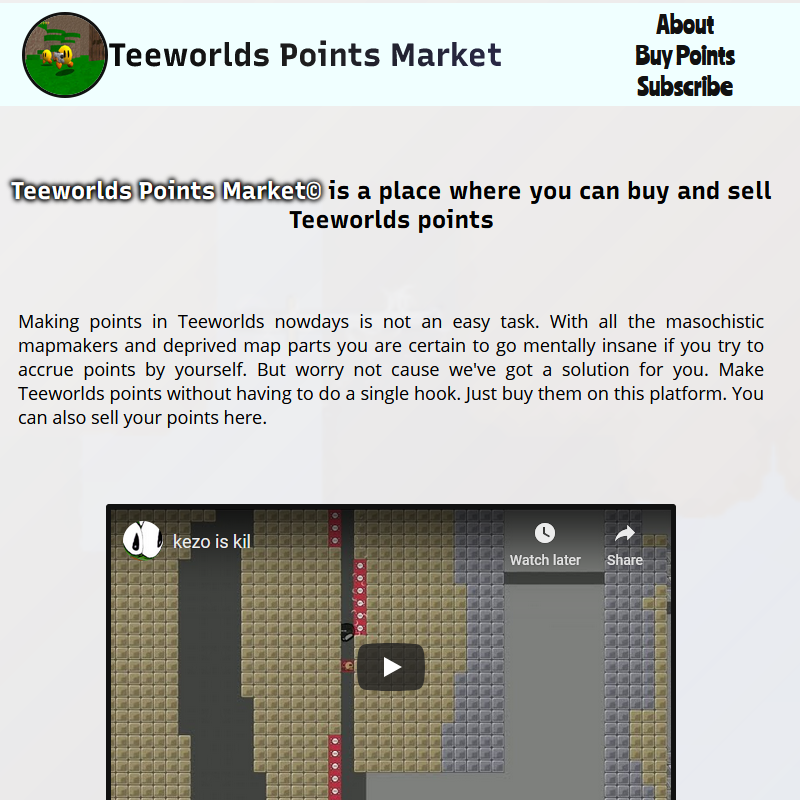 Teeworlds Points Market
About
Buy Points
Subscribe
Teeworlds Points Market© is a place where you can buy and sell
Teeworlds points
Making points in Teeworlds nowdays is not an easy task. With all the masochistic
mapmakers and deprived map parts you are certain to go mentally insane if you try to
accrue points by yourself. But worry not cause we've got a solution for you. Make
Teeworlds points without having to do a single hook. Just buy them on this platform. You
can also sell your points here.
kezo is kil
Watch later
Share